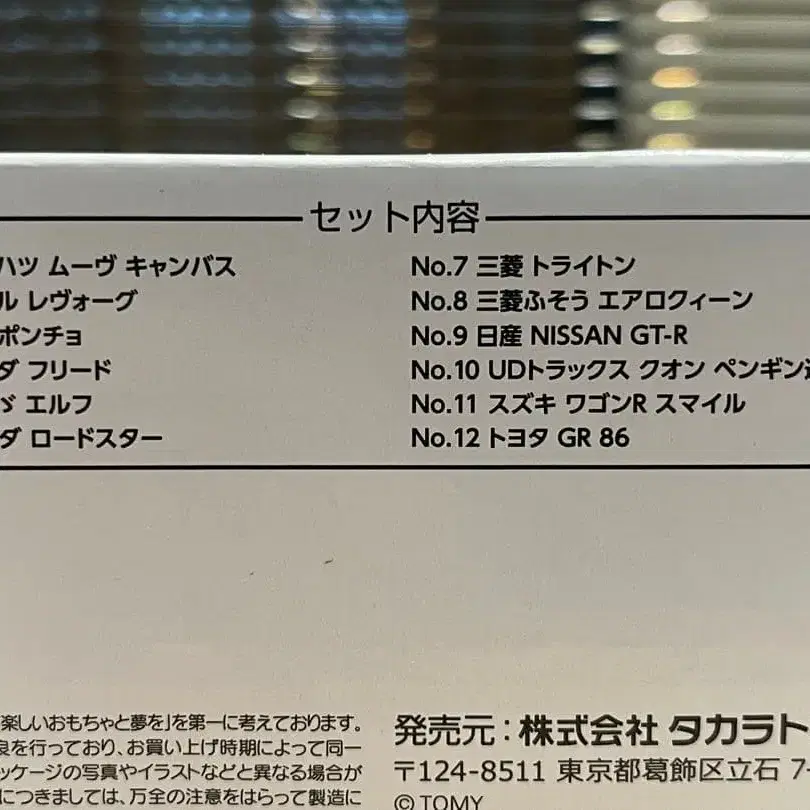 セット内容
ハツ ムーヴ キャンバス
ル レヴォーグ
ポンチョ
ダ フリード
ゞ エルフ
ダ ロードスター
No.7 三菱 トライトン
No.8 三菱ふそう エアロクィーン
No.9 日産 NISSAN GT-R
No.10 UDトラックス クオン ペンギン
No.11 スズキ ワゴンR スマイル
No.12 トヨタ GR 86
楽しいおもちゃと夢を」を第一に考えております。
良を行っており、お買い上げ時期によって同一
ッケージの写真やイラストなどと異なる場合が
につきましては、万全の注意をはらって製造に
発売元：株式会社 タカラト
〒124-8511 東京都葛飾区立石 7-
© TOMY